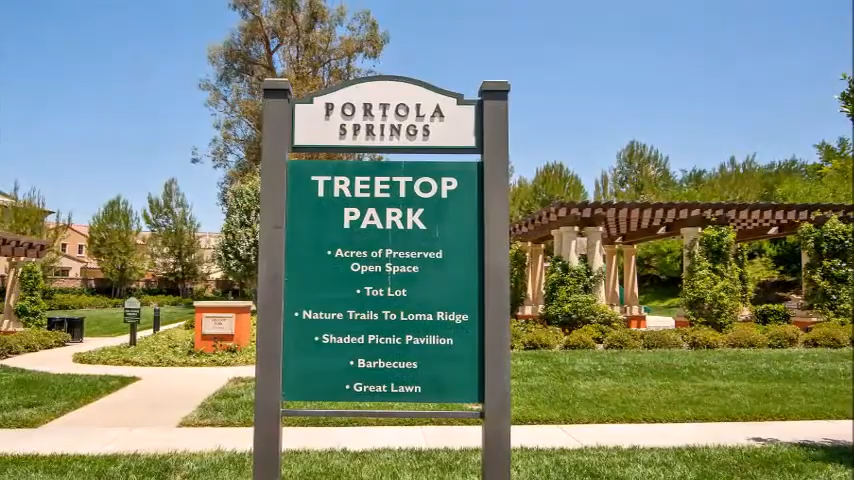 PORTOLA
SPRINGS
TREETOP
PARK
• Acres of Preserved
Open Space
• Tot Lot
• Nature Trails To Loma Ridge
• Shaded Picnic Pavillion
• Barbecues
• Great Lawn